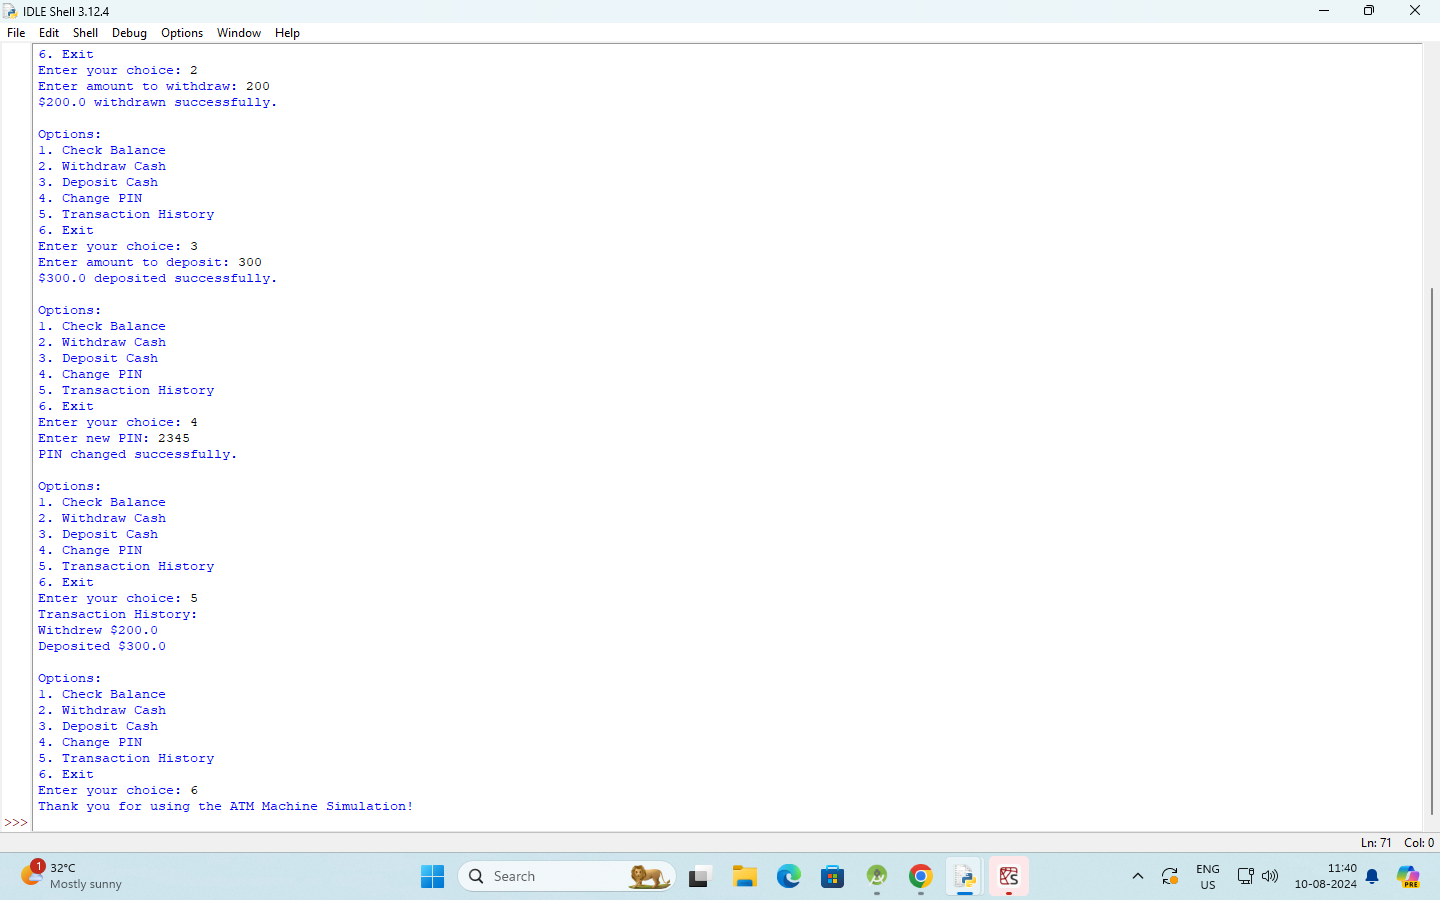 IDLE Shell 3.12.4
File Edit Shell Debug Options Window Help
6. Exit
Enter your choice: 2
Enter amount to withdraw: 200
$200.0 withdrawn successfully.
Options:
1. Check Balance
2. Withdraw Cash
3. Deposit Cash
4. Change PIN
5. Transaction History
6. Exit
Enter your choice: 3
Enter amount to deposit: 300
$300.0 deposited successfully.
Options:
1. Check Balance
2. Withdraw Cash
3. Deposit Cash
4. Change PIN
5. Transaction History
6. Exit
Enter your choice: 4
Enter new PIN: 2345
PIN changed successfully.
Options:
1. Check Balance
2. Withdraw Cash
3. Deposit Cash
4. Change PIN
5. Transaction History
6. Exit
Enter your choice: 5
Transaction History:
Withdrew $200.0
Deposited $300.0
Options:
1. Check Balance
2. Withdraw Cash
3. Deposit Cash
4. Change PIN
5. Transaction History
6. Exit
Enter your choice: 6
Thank you for using the ATM Machine Simulation!
>>>
Ln: 71 Col: 0
1
32°C
Mostly sunny
Search
ENG
US
11:40
10-08-2024
PRE